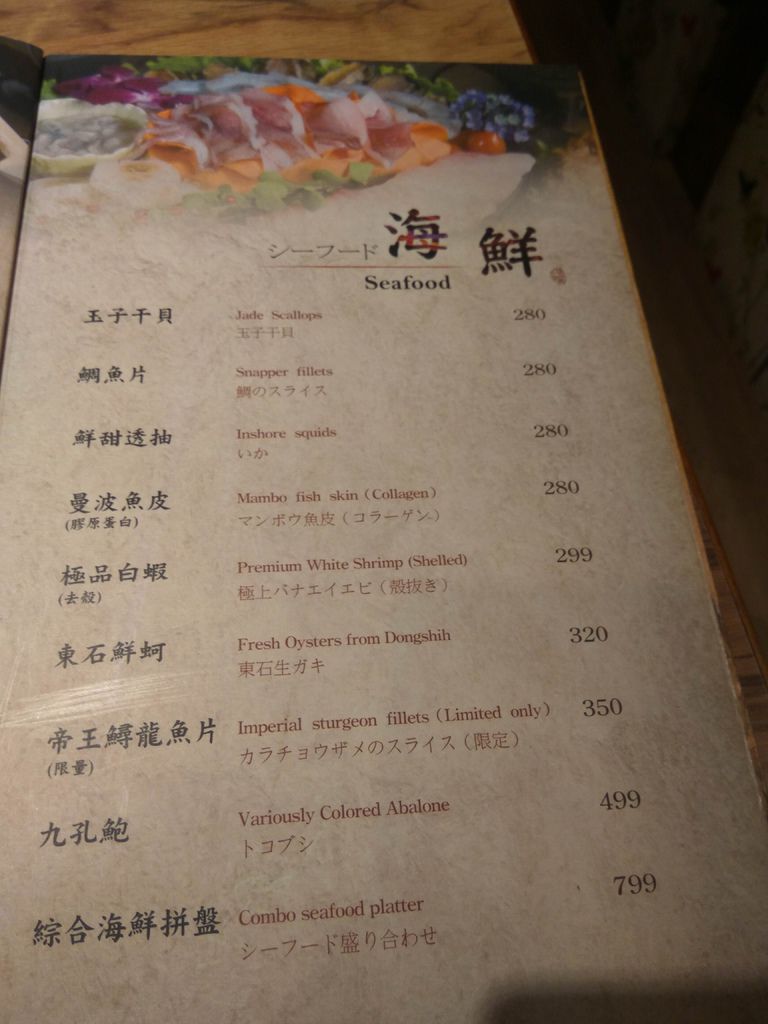 シーフード 海鮮
Seafood
玉子干貝 Jade Scallops 280
玉子干貝
鯛魚片 Snapper fillets 280
鯛のスライス
鮮甜透抽 Inshore squids 280
いか
曼波魚皮 Mambo fish skin (Collagen) 280
(膠原蛋白) マンボウ魚皮（コラーゲン）
極品白蝦 Premium White Shrimp (Shelled) 299
(去殼) 極上バナエイエビ（殻抜き）
東石鮮蚵 Fresh Oysters from Dongshih 320
東石生ガキ
帝王鱘龍魚片 Imperial sturgeon fillets (Limited only) 350
(限量) カラチョウザメのスライス（限定）
九孔鮑 Variously Colored Abalone 499
トコブシ
綜合海鮮拼盤 Combo seafood platter 799
シーフード盛り合わせ